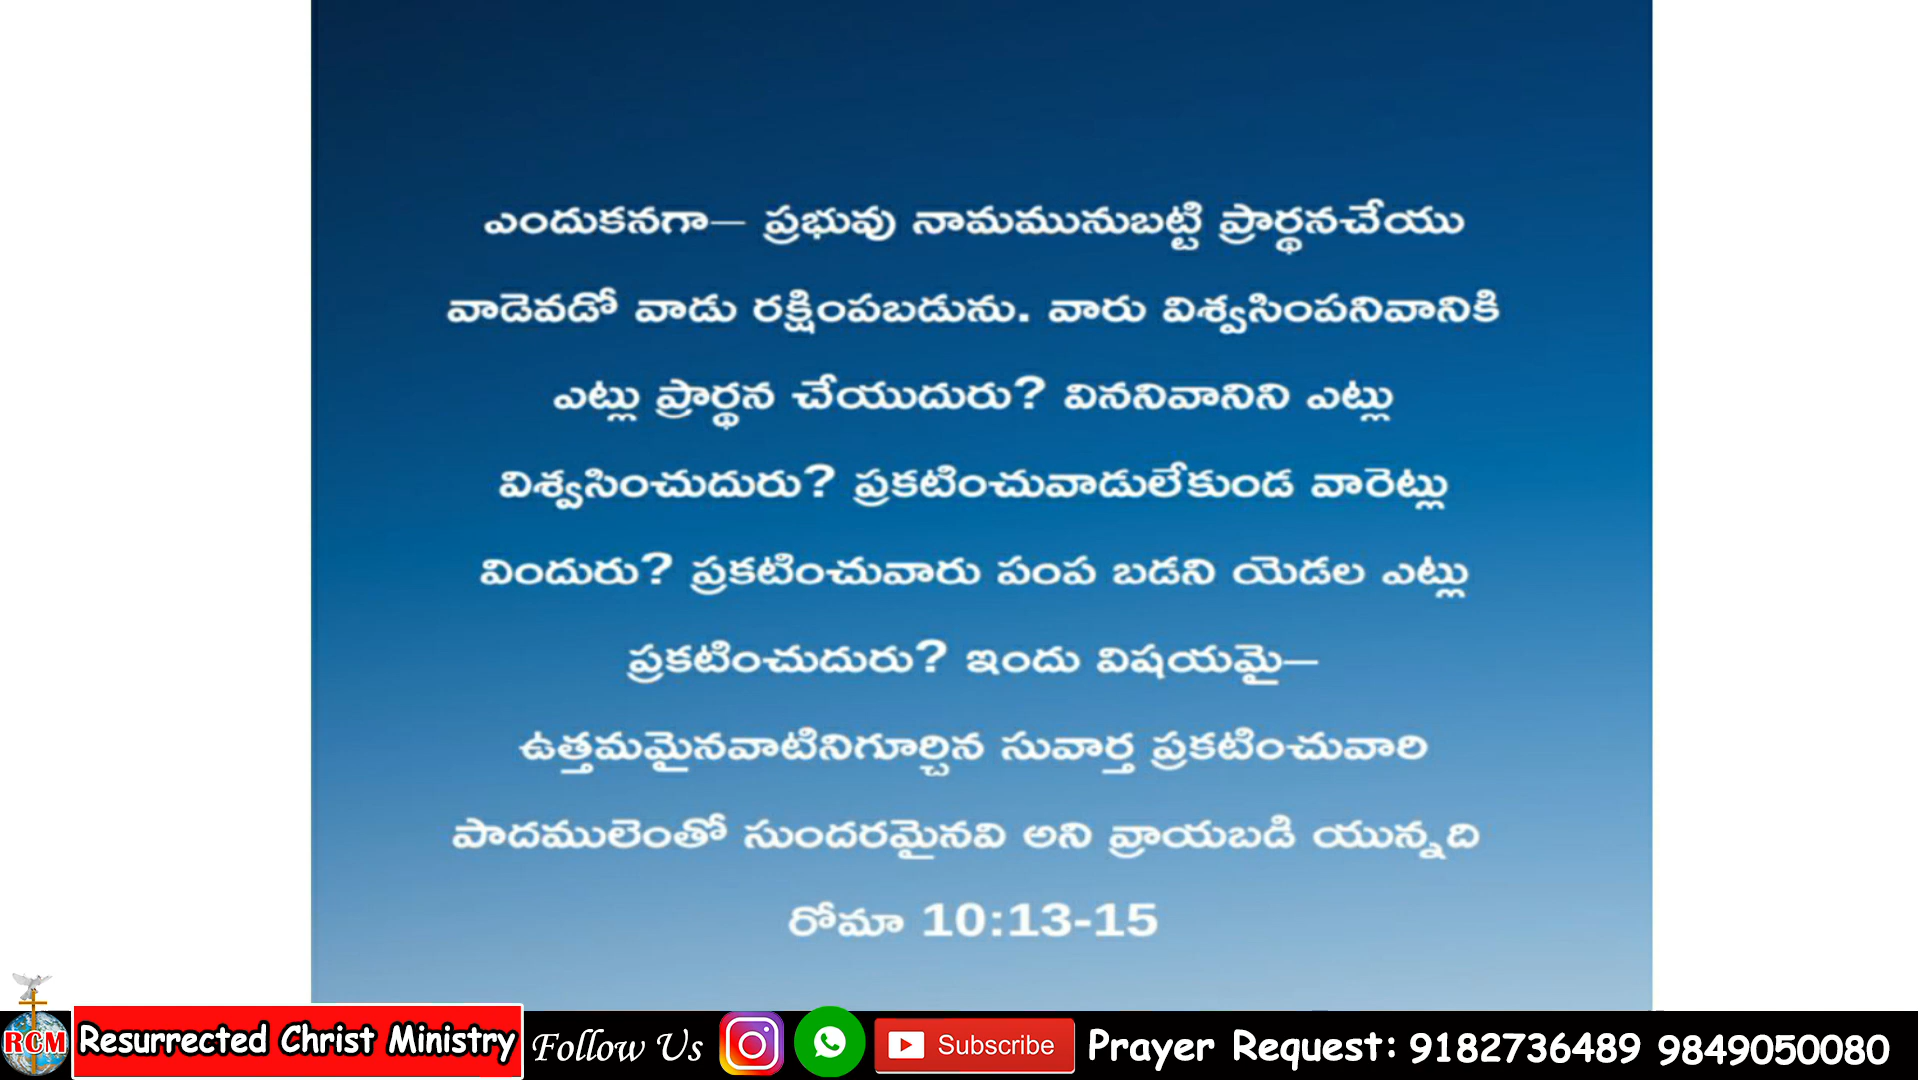 ఎందుకనగా— ప్రభువు నామమునుబట్టి ప్రార్థనచేయు
వాడెవడో వాడు రక్షింపబడును. వారు విశ్వసింపనివానికి
ఎట్లు ప్రార్థన చేయుదురు? విననివానిని ఎట్లు
విశ్వసించుదురు? ప్రకటించువాడులేకుండ వారెట్లు
విందురు? ప్రకటించువారు పంప బడని యెడల ఎట్లు
ప్రకటించుదురు? ఇందు విషయమై—
ఉత్తమమైనవాటినిగూర్చిన సువార్త ప్రకటించువారి
పాదములెంతో సుందరమైనవి అని వ్రాయబడి యున్నది
రోమా 10:13-15
RCM Resurrected Christ Ministry Follow Us Subscribe Prayer Request: 9182736489 9849050080